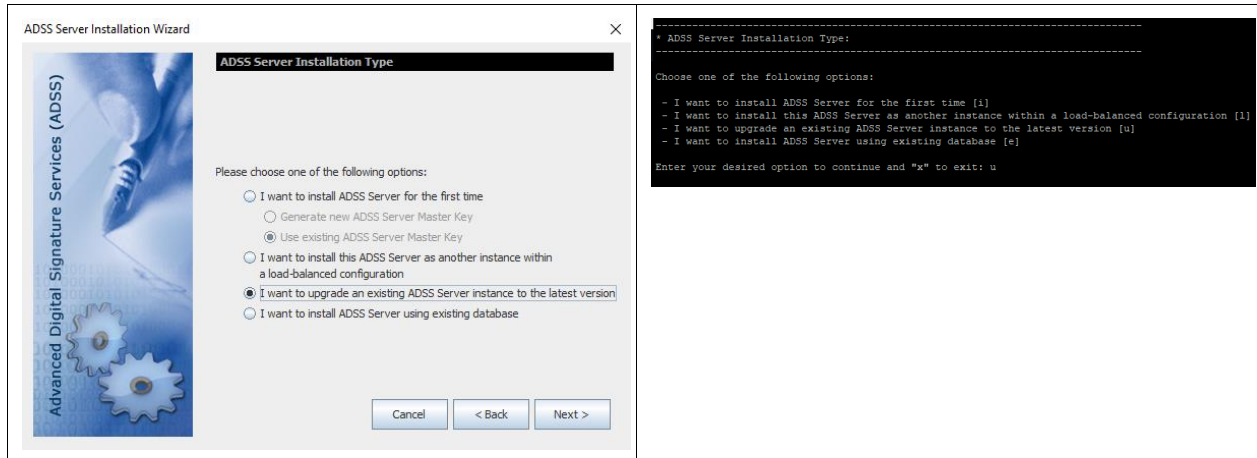 ADSS Server Installation Wizard
Advanced Digital Signature Services (ADSS)
ADSS Server Installation Type
Please choose one of the following options:
I want to install ADSS Server for the first time
Generate new ADSS Server Master Key
Use existing ADSS Server Master Key
I want to install this ADSS Server as another instance within
a load-balanced configuration
I want to upgrade an existing ADSS Server instance to the latest version
I want to install ADSS Server using existing database
Cancel
< Back
Next >
--------------------------------------------------------------------------------
* ADSS Server Installation Type:
--------------------------------------------------------------------------------
Choose one of the following options:
- I want to install ADSS Server for the first time [i]
- I want to install this ADSS Server as another instance within a load-balanced configuration [l]
- I want to upgrade an existing ADSS Server instance to the latest version [u]
- I want to install ADSS Server using existing database [e]
Enter your desired option to continue and "x" to exit: u